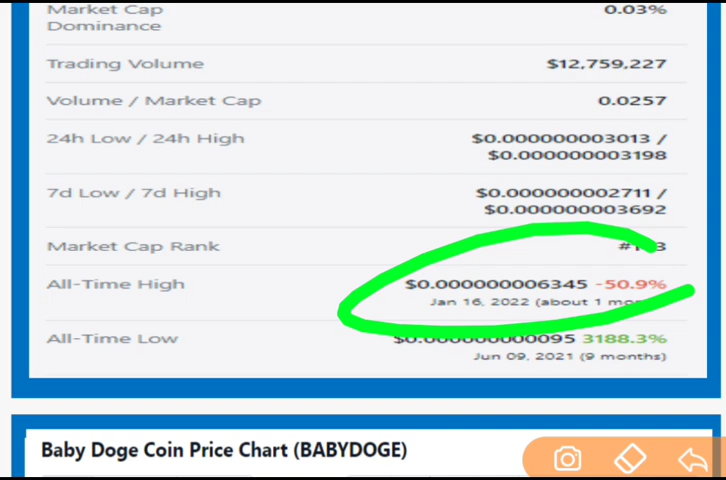 Market Cap 0.03%
Dominance
Trading Volume $12,759,227
Volume / Market Cap 0.0257
24h Low / 24h High $0.000000003013 /
$0.000000003198
7d Low / 7d High $0.000000002711 /
$0.000000003692
Market Cap Rank
All-Time High $0.000000006345 -50.9%
Jan 16, 2022 (about 1
All-Time Low 3188.3%
Jun 09, 2021 (9 months)
Baby Doge Coin Price Chart (BABYDOGE)